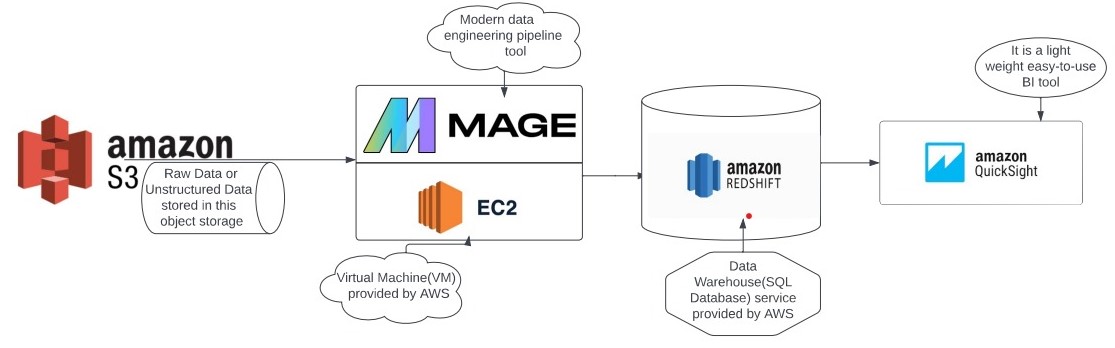 amazon
S3
Raw Data or
Unstructured Data
stored in this
object storage
Modern data
engineering pipeline
tool
MAGE
EC2
Virtual Machine(VM)
provided by AWS
amazon
REDSHIFT
Data
Warehouse(SQL
Database) service
provided by AWS
It is a light
weight easy-to-use
BI tool
amazon
QuickSight